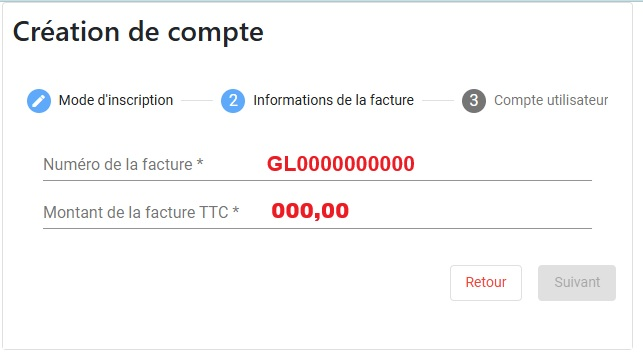 Création de compte
Mode d'inscription 2 Informations de la facture 3 Compte utilisateur
Numéro de la facture * GL0000000000
Montant de la facture TTC * 000,00
Retour Suivant